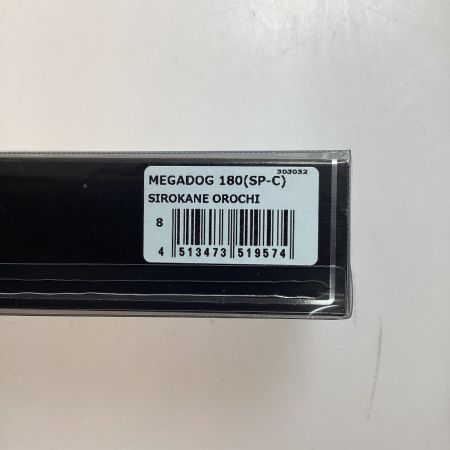 303032
MEGADOG 180(SP-C)
SIROKANE OROCHI
8
4 513473 519574